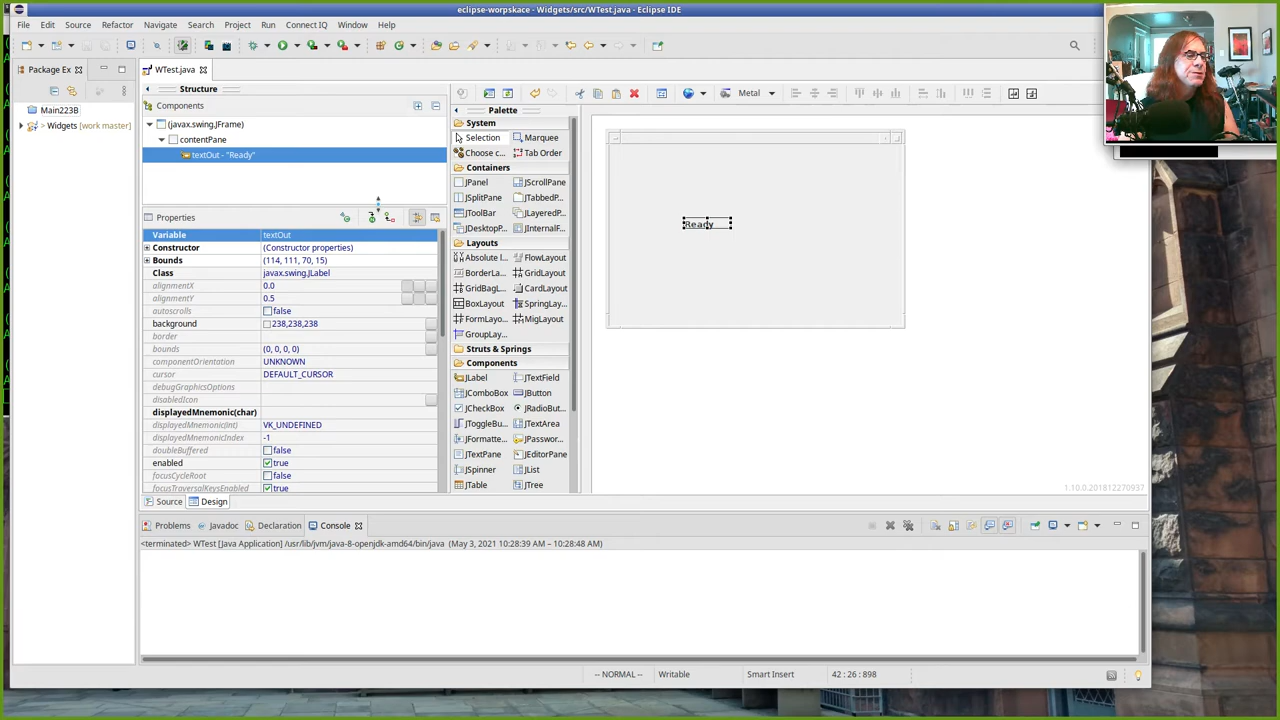 eclipse-worpskace - Widgets/src/WTest.java - Eclipse IDE
File Edit Source Refactor Navigate Search Project Run Connect IQ Window Help
Package Ex
WTest.java
Structure
Main223B
> Widgets [work master]
Components
(javax.swing.JFrame)
contentPane
textOut - "Ready"
Properties
Variable textOut
Constructor (Constructor properties)
Bounds (114, 111, 70, 15)
Class javax.swing.JLabel
alignmentX 0.0
alignmentY 0.5
autoscrolls false
background 238,238,238
border
bounds (0, 0, 0, 0)
componentOrientation UNKNOWN
cursor DEFAULT_CURSOR
debugGraphicsOptions
disabledIcon
displayedMnemonic(char)
displayedMnemonic(int) VK_UNDEFINED
displayedMnemonicIndex -1
doubleBuffered false
enabled true
focusCycleRoot false
focusTraversalKeysEnabled true
Source Design
Palette
System
Selection Marquee
Choose c... Tab Order
Containers
JPanel JScrollPane
JSplitPane JTabbedP...
JToolBar JLayeredP...
JDesktopP... JInternalF...
Layouts
Absolute l... FlowLayout
BorderLa... GridLayout
GridBagL... CardLayout
BoxLayout SpringLay...
FormLayo... MigLayout
GroupLay...
Struts & Springs
Components
JLabel JTextField
JComboBox JButton
JCheckBox JRadioBut...
JToggleBu... JTextArea
JFormatte... JPasswor...
JTextPane JEditorPane
JSpinner JList
JTable JTree
Metal
Ready
1.10.0.201812270937
Problems Javadoc Declaration Console
<terminated> WTest [Java Application] /usr/lib/jvm/java-8-openjdk-amd64/bin/java (May 3, 2021 10:28:39 AM – 10:28:48 AM)
-- NORMAL -- Writable Smart Insert 42 : 26 : 898